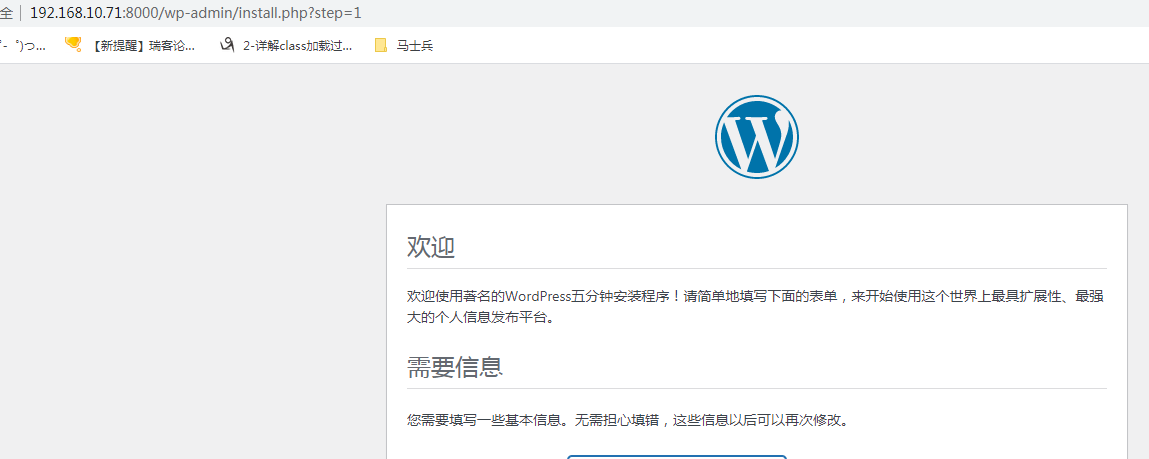 全 192.168.10.71:8000/wp-admin/install.php?step=1
゜-゜)つ... 【新提醒】瑞客论... 2-详解class加载过... 马士兵
欢迎
欢迎使用著名的WordPress五分钟安装程序！请简单地填写下面的表单，来开始使用这个世界上最具扩展性、最强
大的个人信息发布平台。
需要信息
您需要填写一些基本信息。无需担心填错，这些信息以后可以再次修改。